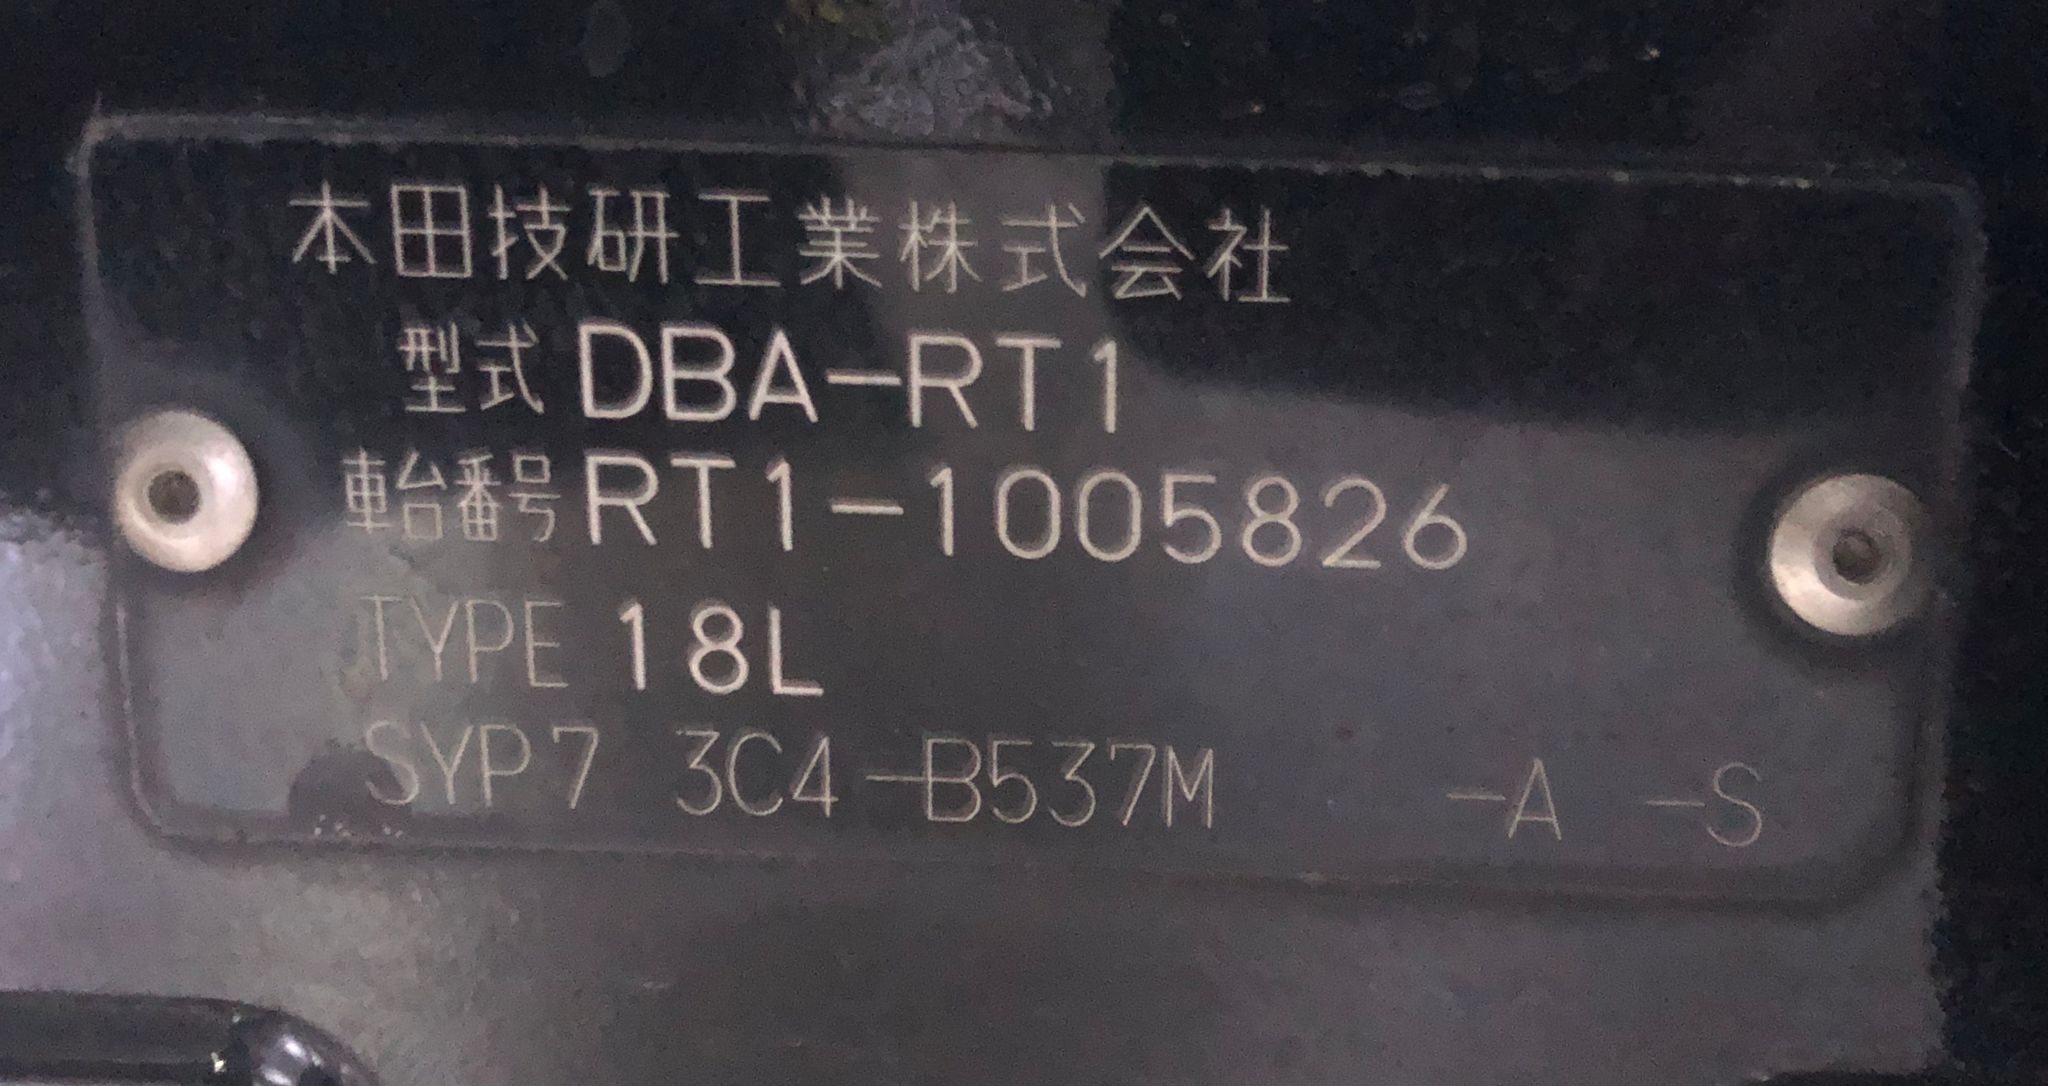 本田技研工業株式会社
型式 DBA-RT1
車台番号 RT1-1005826
TYPE 18L
SYP7 3C4-B537M -A -S